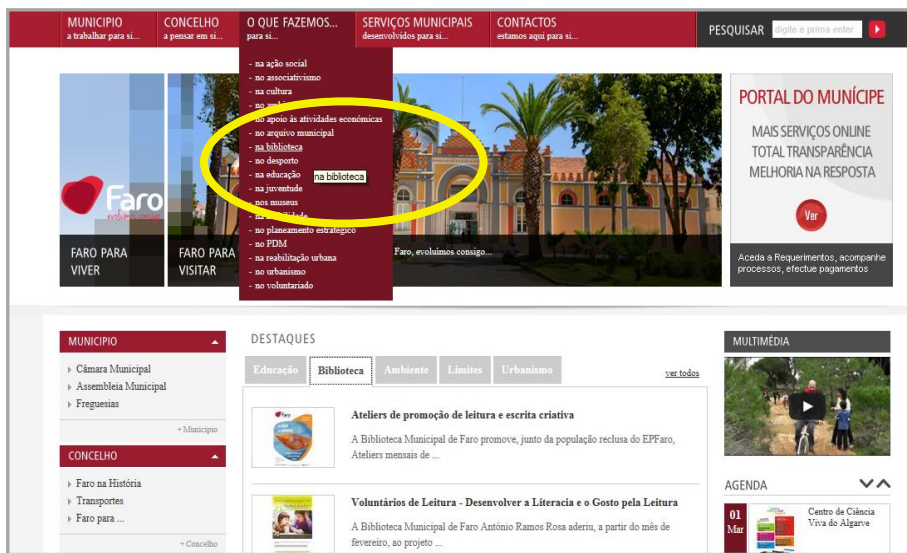 MUNICIPIO
a trabalhar para si...
CONCELHO
a pensar em si...
O QUE FAZEMOS...
para si...
SERVIÇOS MUNICIPAIS
desenvolvidos para si...
CONTACTOS
estamos aqui para si...
PESQUISAR
digite e prima enter
- na ação social
- no associativismo
- na cultura
- no apoio às atividades económicas
- no arquivo municipal
- na biblioteca
- no desporto
- na educação
na biblioteca
- na juventude
- nos museus
- no planeamento estratégico
- no PDM
- na reabilitação urbana
- no urbanismo
- no voluntariado
Faro
FARO PARA
VIVER
FARO PARA
VISITAR
Faro, evoluímos consigo...
PORTAL DO MUNÍCIPE
MAIS SERVIÇOS ONLINE
TOTAL TRANSPARÊNCIA
MELHORIA NA RESPOSTA
Ver
Aceda a Requerimentos, acompanhe
processos, efectue pagamentos
MUNICIPIO
Câmara Municipal
Assembleia Municipal
Freguesias
+ Municipio
CONCELHO
Faro na História
Transportes
Faro para ...
+ Concelho
DESTAQUES
Educação
Biblioteca
Ambiente
Limites
Urbanismo
ver todos
Ateliers de promoção de leitura e escrita criativa
A Biblioteca Municipal de Faro promove, junto da população reclusa do EPFaro,
Ateliers mensais de ...
Voluntários de Leitura - Desenvolver a Literacia e o Gosto pela Leitura
A Biblioteca Municipal de Faro António Ramos Rosa aderiu, a partir do mês de
fevereiro, ao projeto ...
MULTIMÉDIA
AGENDA
01
Mar
Centro de Ciência
Viva do Algarve